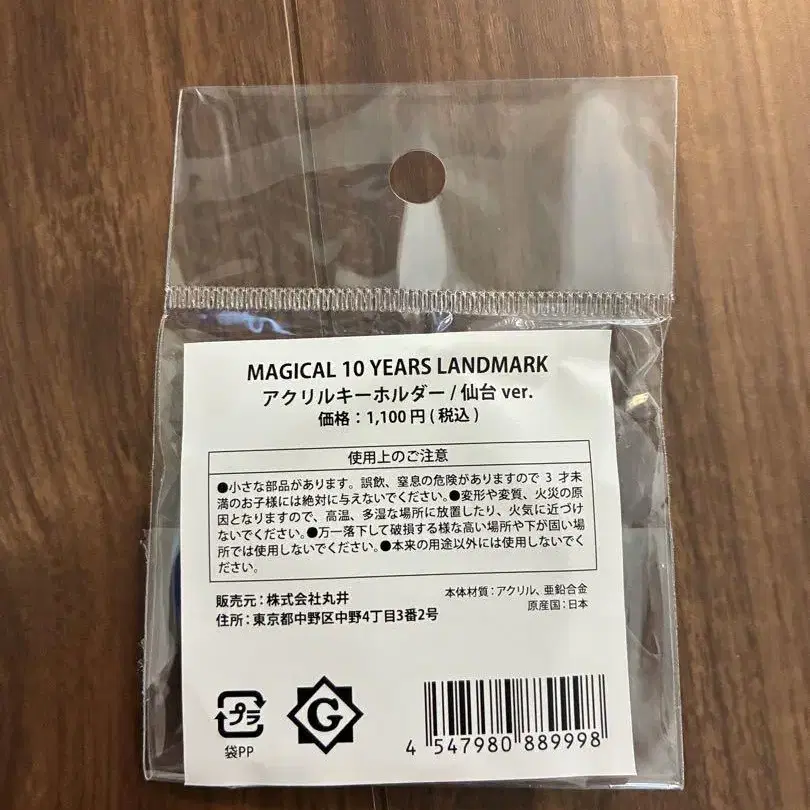 MAGICAL 10 YEARS LANDMARK
アクリルキーホルダー / 仙台 ver.
価格：1,100 円 ( 税込 )
使用上のご注意
●小さな部品があります。誤飲、窒息の危険がありますので 3 才未
満のお子様には絶対に与えないでください。●変形や変質、火災の原
因となりますので、高温、多湿な場所に放置したり、火気に近づけ
ないでください。●万一落下して破損する様な高い場所や下が固い場
所では使用しないでください。●本来の用途以外には使用しないでく
ださい。
販売元：株式会社丸井
住所：東京都中野区中野4丁目3番2号
本体材質：アクリル、亜鉛合金
原産国：日本
プラ
袋PP
G
4 547980 889998